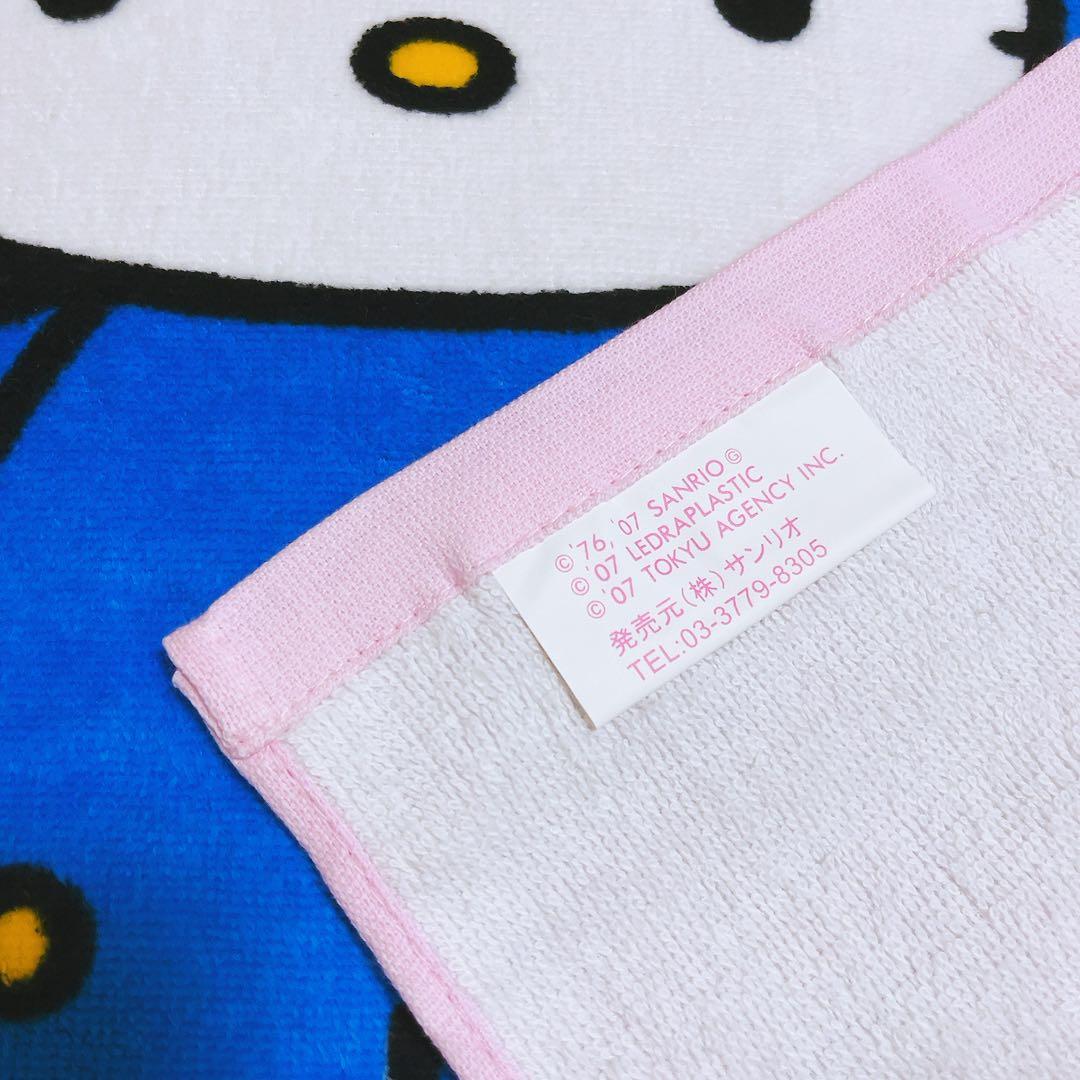 ©'76,'07 SANRIO Ⓖ
©'07 LEDRAPLASTIC
©'07 TOKYU AGENCY INC.
発売元(株)サンリオ
TEL:03-3779-8305